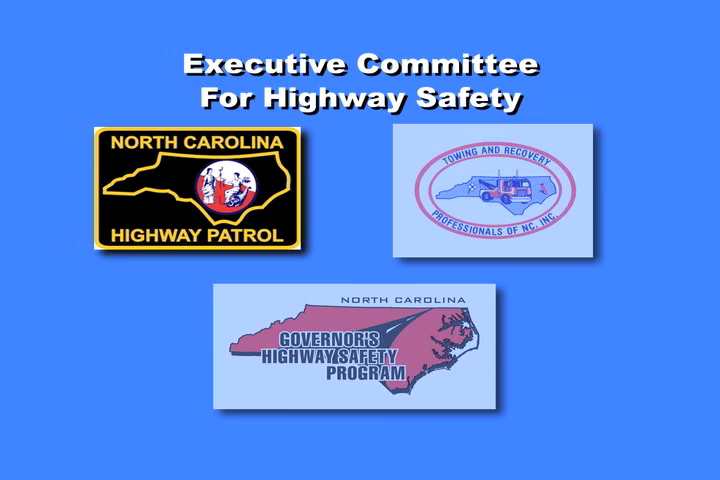 Executive Committee
For Highway Safety
NORTH CAROLINA
HIGHWAY PATROL
TOWING AND RECOVERY
PROFESSIONALS OF NC, INC.
NORTH CAROLINA
GOVERNOR'S
HIGHWAY SAFETY
PROGRAM